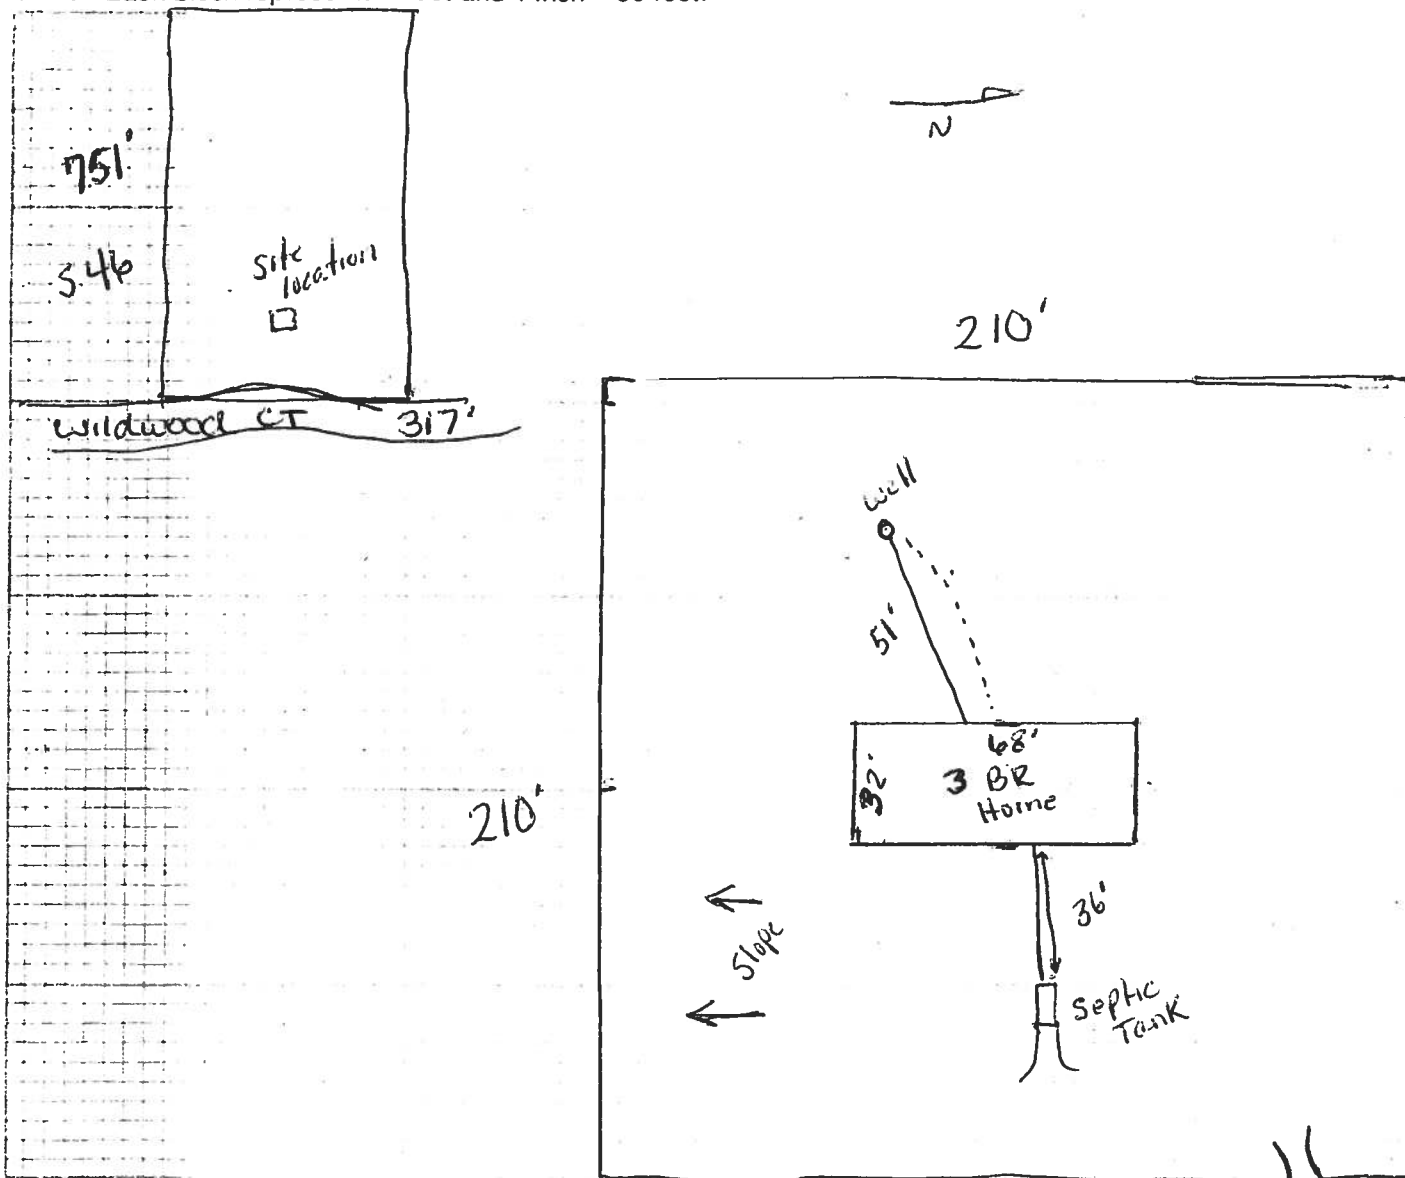 N
751'
5.46
Site
location
Wildwood CT 317'
210'
well
51'
68'
32'
3 BR
Home
210'
36'
Slope
Septic
Tank